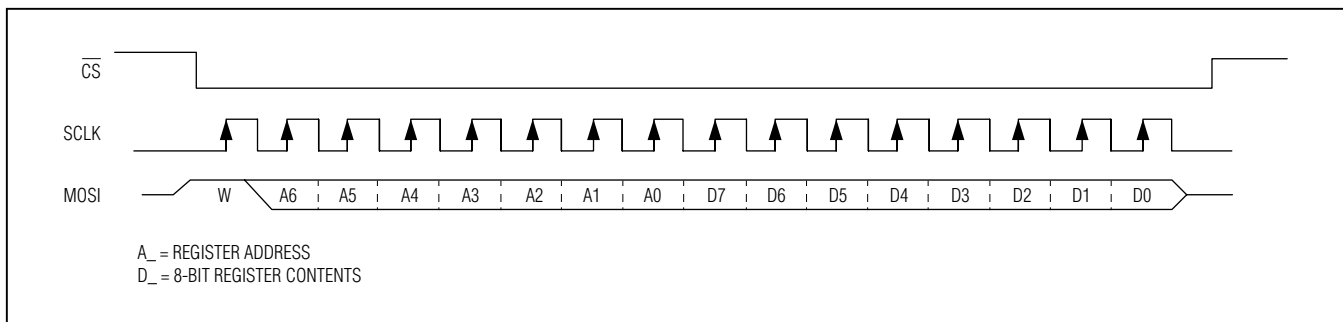 C̅S̅
SCLK
MOSI W A6 A5 A4 A3 A2 A1 A0 D7 D6 D5 D4 D3 D2 D1 D0
A_ = REGISTER ADDRESS
D_ = 8-BIT REGISTER CONTENTS